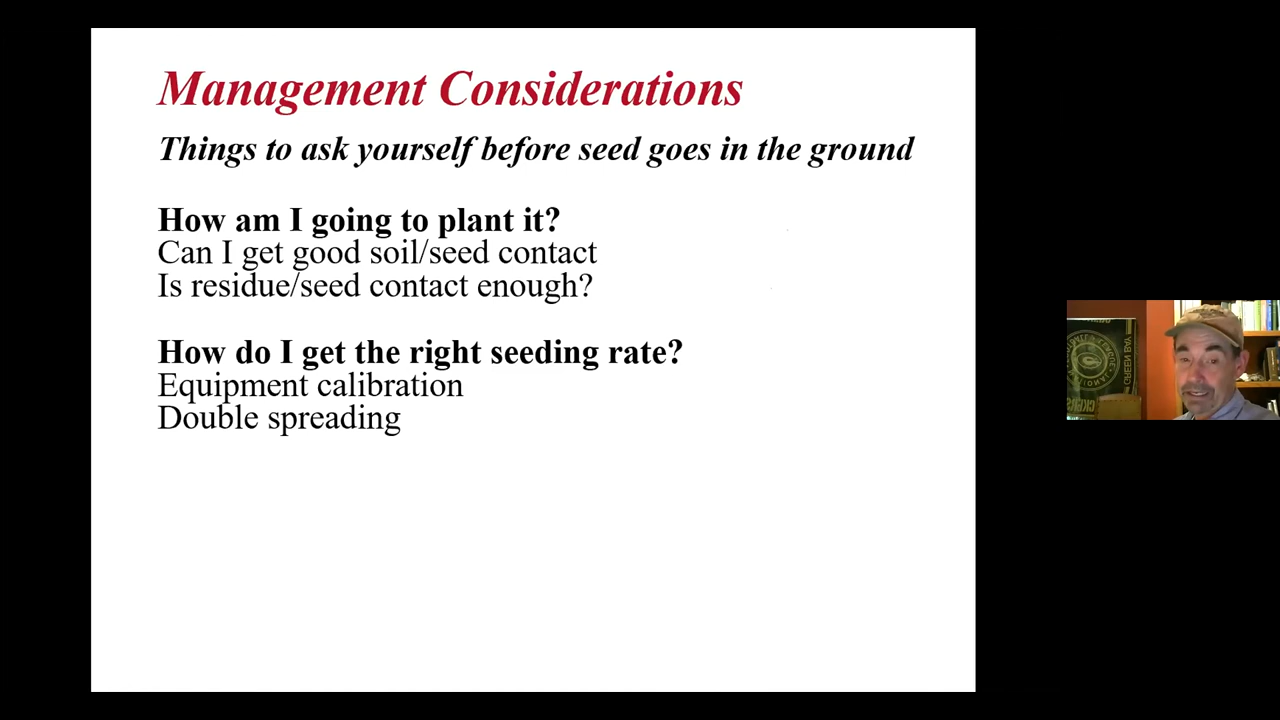 Management Considerations
Things to ask yourself before seed goes in the ground
How am I going to plant it?
Can I get good soil/seed contact
Is residue/seed contact enough?
How do I get the right seeding rate?
Equipment calibration
Double spreading
GREEN BAY